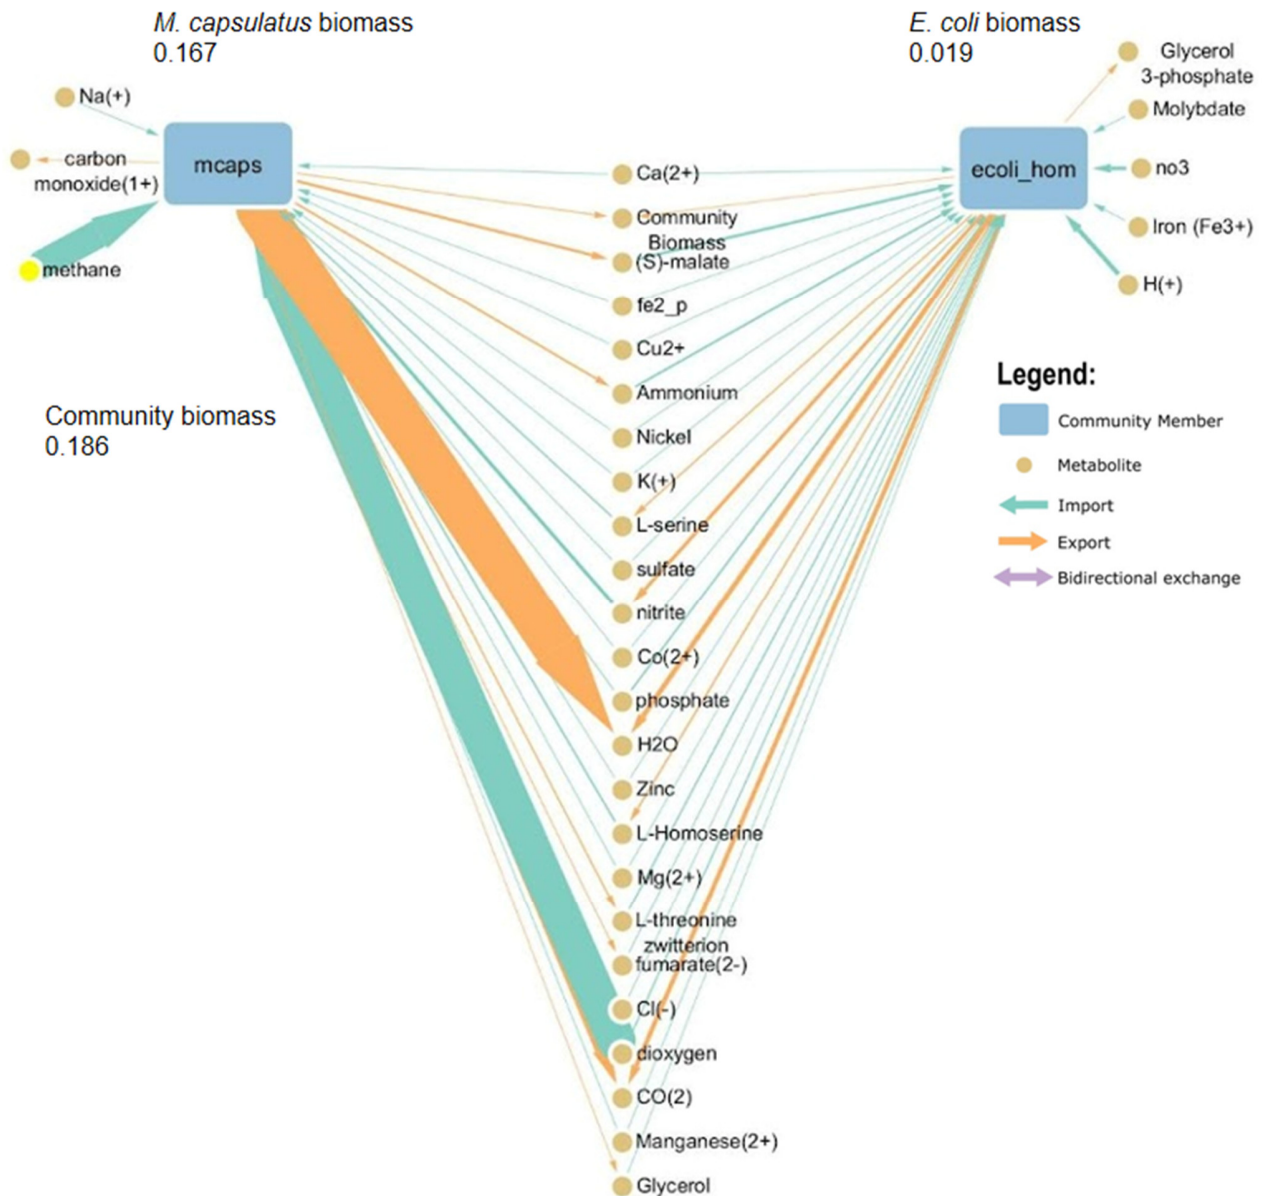 M. capsulatus biomass
0.167
E. coli biomass
0.019
Na(+)
carbon
monoxide(1+)
methane
mcaps
ecoli_hom
Glycerol
3-phosphate
Molybdate
no3
Iron (Fe3+)
H(+)
Ca(2+)
Community
Biomass
(S)-malate
fe2_p
Cu2+
Ammonium
Nickel
K(+)
L-serine
sulfate
nitrite
Co(2+)
phosphate
H2O
Zinc
L-Homoserine
Mg(2+)
L-threonine
zwitterion
fumarate(2-)
Cl(-)
dioxygen
CO(2)
Manganese(2+)
Glycerol
Community biomass
0.186
Legend:
Community Member
Metabolite
Import
Export
Bidirectional exchange